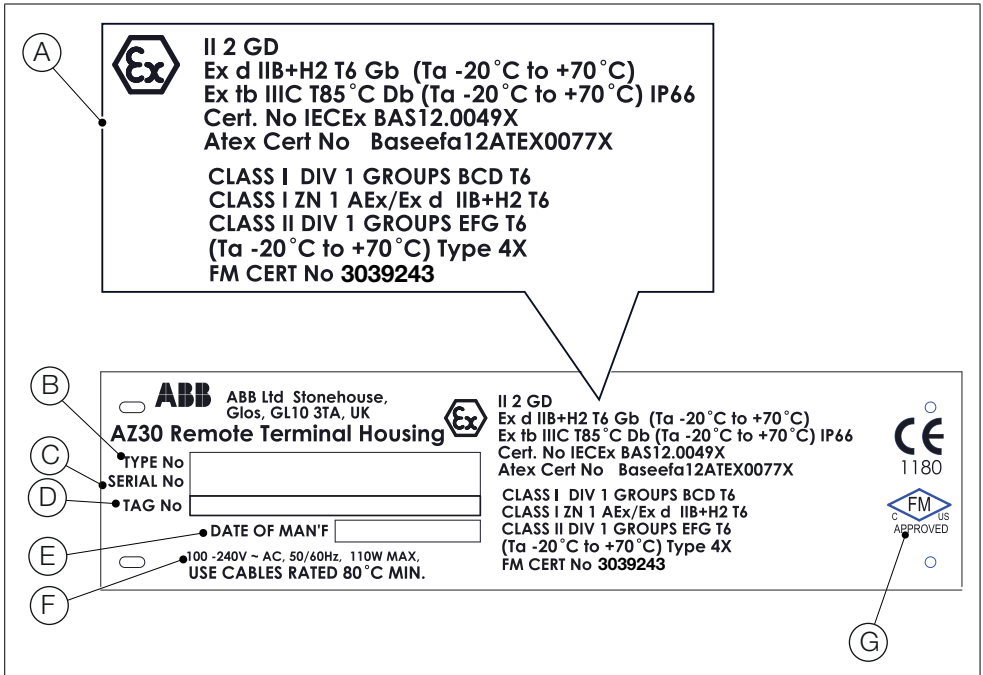 A
Ex
II 2 GD
Ex d IIB+H2 T6 Gb (Ta -20°C to +70°C)
Ex tb IIIC T85°C Db (Ta -20°C to +70°C) IP66
Cert. No IECEx BAS12.0049X
Atex Cert No Baseefa12ATEX0077X
CLASS I DIV 1 GROUPS BCD T6
CLASS I ZN 1 AEx/Ex d IIB+H2 T6
CLASS II DIV 1 GROUPS EFG T6
(Ta -20°C to +70°C) Type 4X
FM CERT No 3039243
B
C
D
E
F
ABB
ABB Ltd Stonehouse,
Glos, GL10 3TA, UK
AZ30 Remote Terminal Housing
TYPE No
SERIAL No
TAG No
DATE OF MAN'F
100 -240V ~ AC, 50/60Hz, 110W MAX,
USE CABLES RATED 80°C MIN.
Ex
II 2 GD
Ex d IIB+H2 T6 Gb (Ta -20°C to +70°C)
Ex tb IIIC T85°C Db (Ta -20°C to +70°C) IP66
Cert. No IECEx BAS12.0049X
Atex Cert No Baseefa12ATEX0077X
CLASS I DIV 1 GROUPS BCD T6
CLASS I ZN 1 AEx/Ex d IIB+H2 T6
CLASS II DIV 1 GROUPS EFG T6
(Ta -20°C to +70°C) Type 4X
FM CERT No 3039243
CE
1180
FM
C US
APPROVED
G